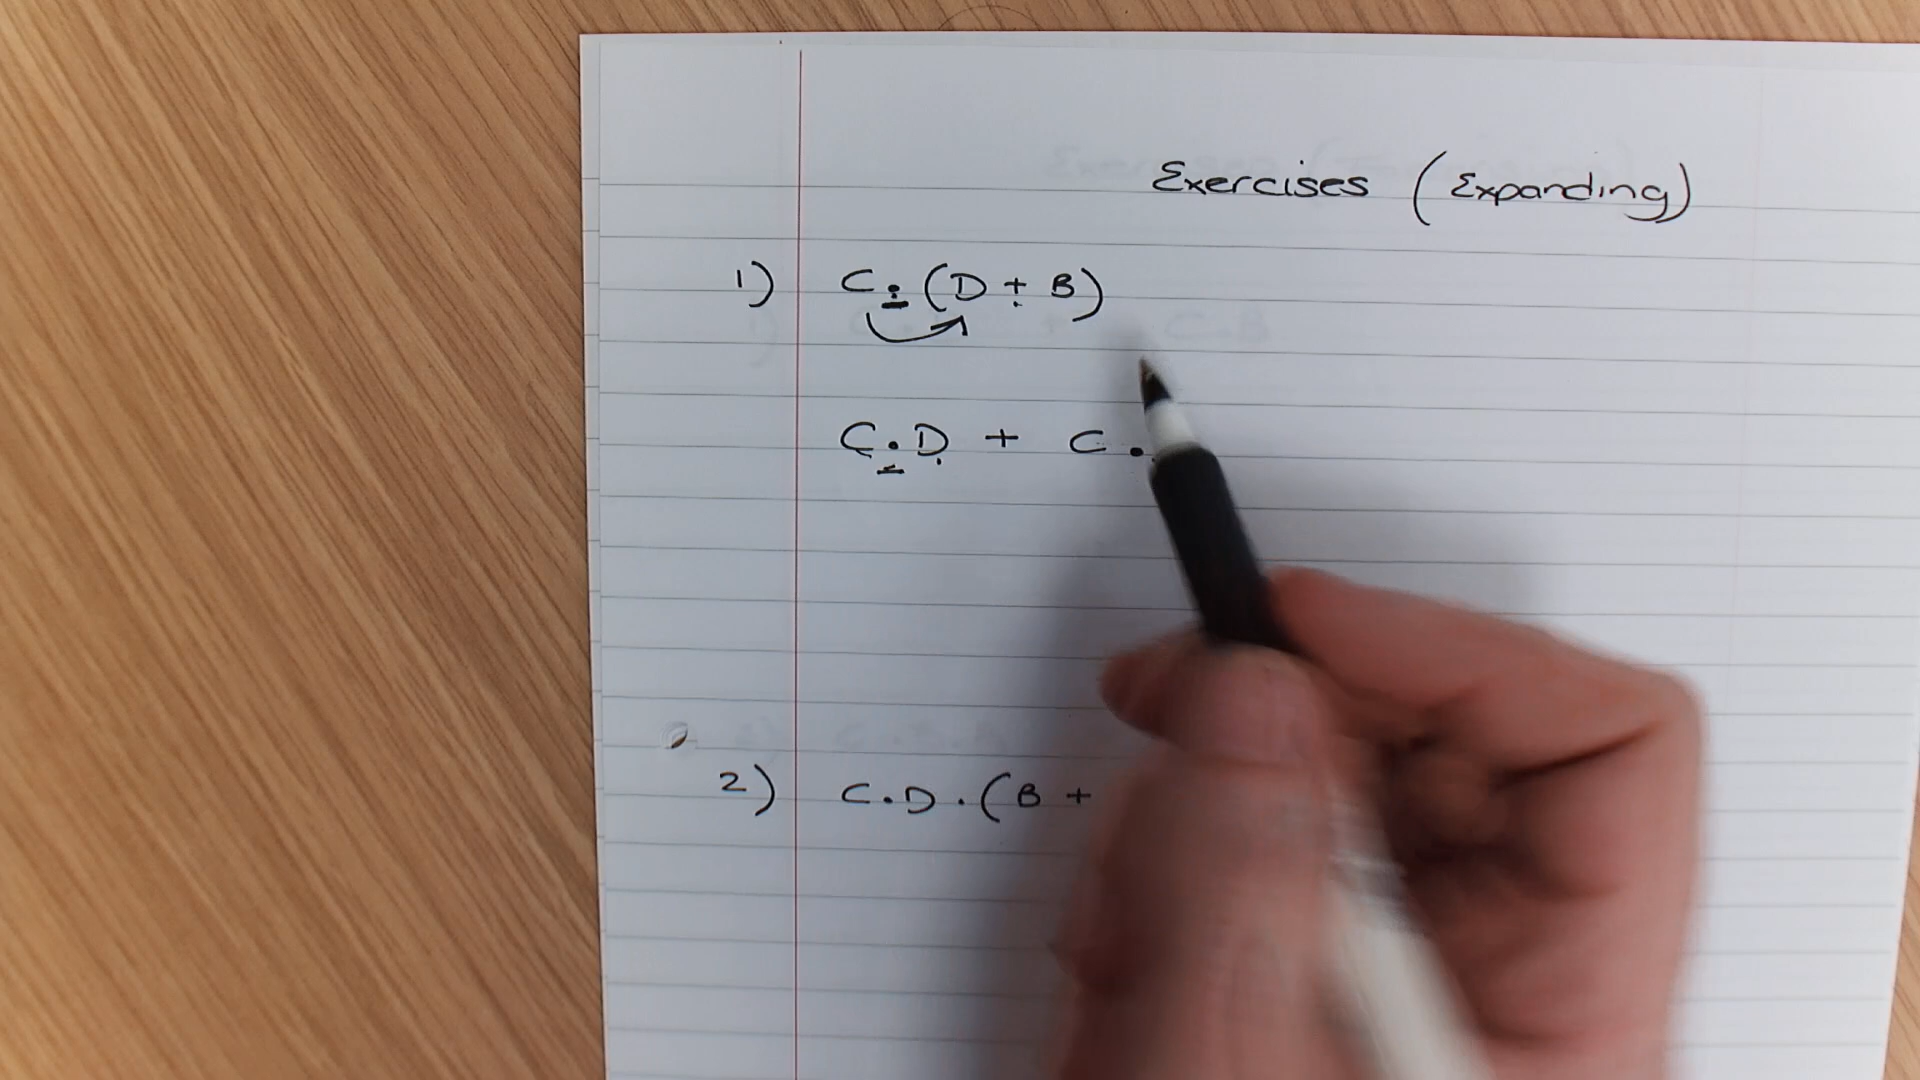 Exercises (Expanding)
1) C.(D + B)
C.D + C.
2) C.D.(B +